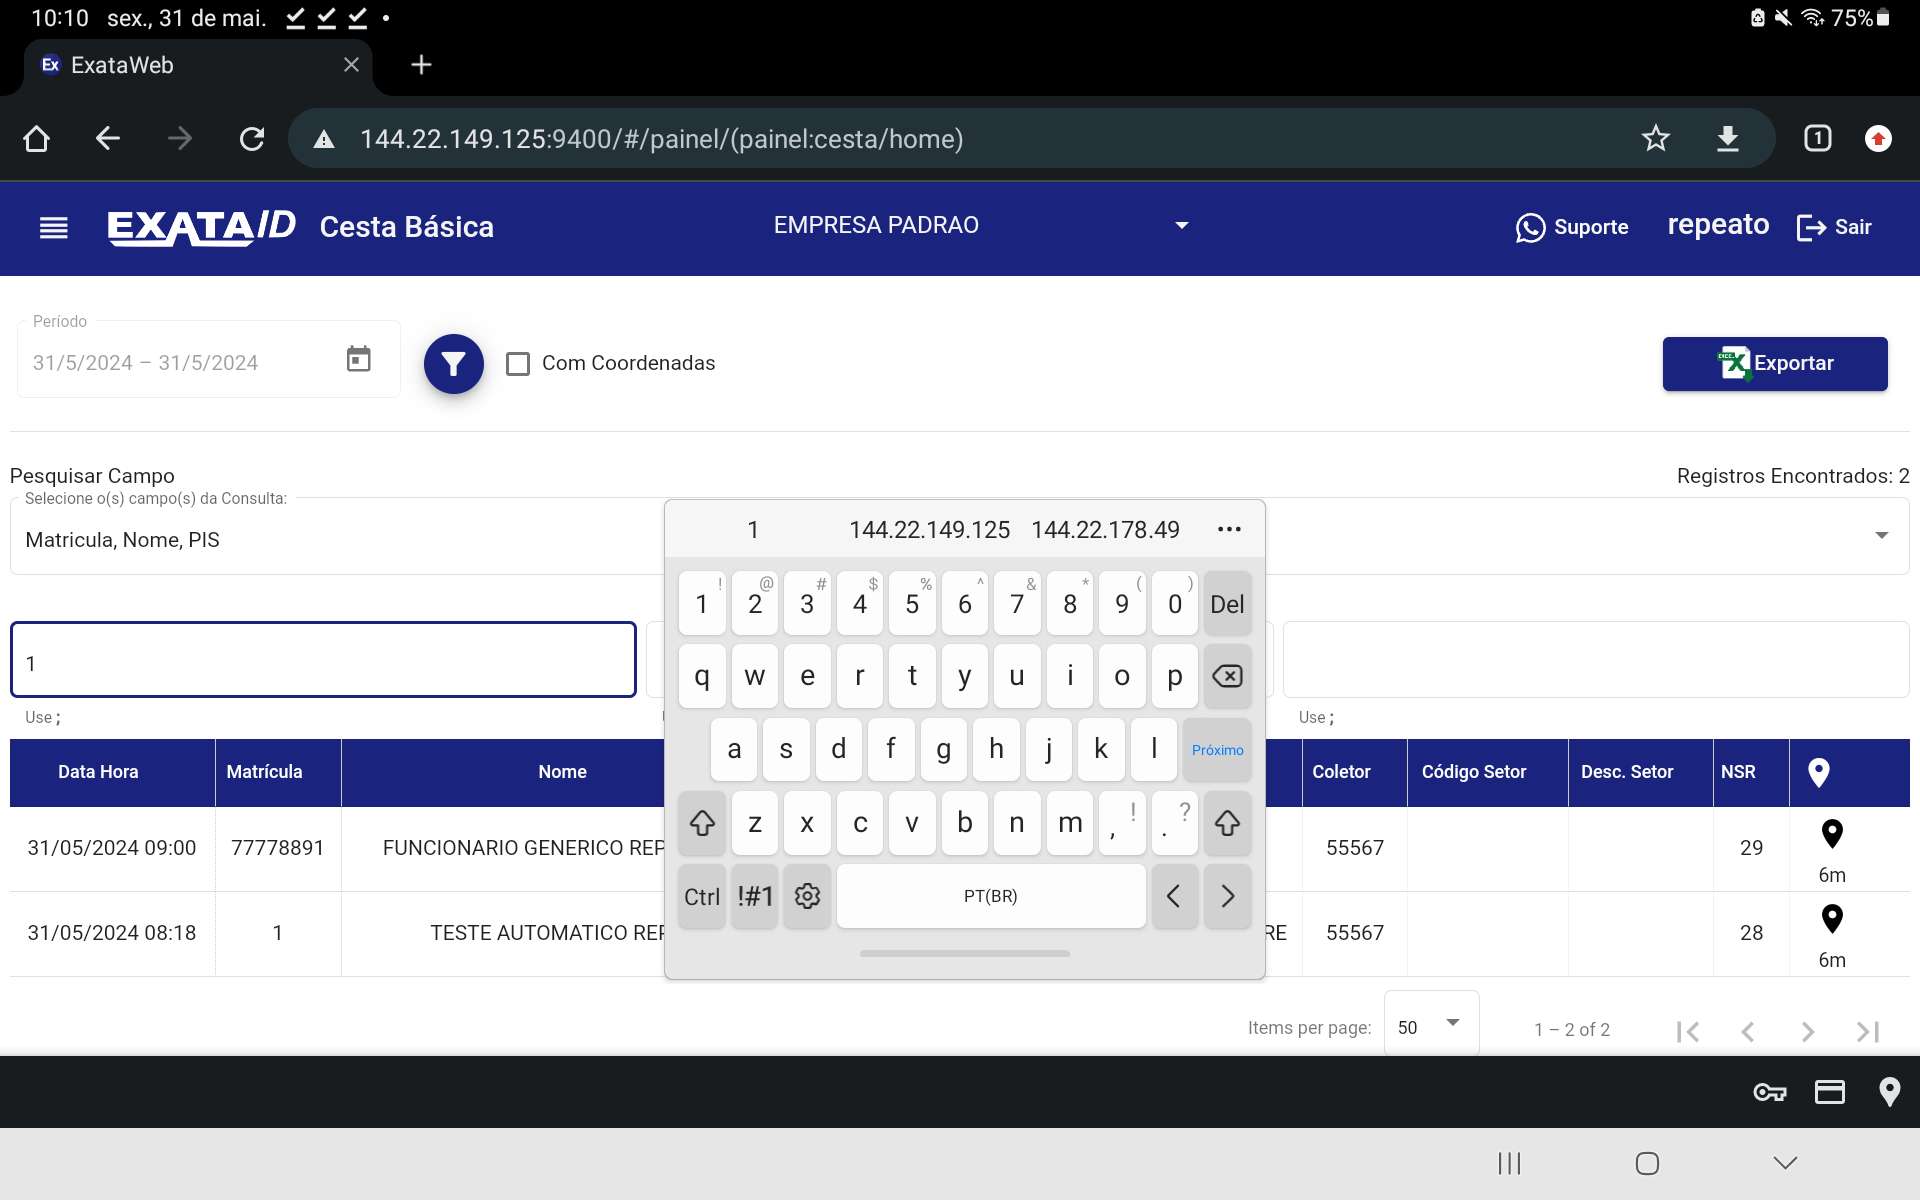 10:10 sex., 31 de mai. 75%
Ex ExataWeb
144.22.149.125:9400/#/painel/(painel:cesta/home) 1
EXATA/D Cesta Básica EMPRESA PADRAO Suporte repeato Sair
Período
31/5/2024 – 31/5/2024 Com Coordenadas Exportar
Pesquisar Campo Registros Encontrados: 2
Selecione o(s) campo(s) da Consulta:
Matricula, Nome, PIS
1 144.22.149.125 144.22.178.49 •••
! @ # $ % ^ & * ( )
1 2 3 4 5 6 7 8 9 0 Del
1
q w e r t y u i o p
Use ; Use ;
a s d f g h j k l Próximo
Data Hora Matrícula Nome Coletor Código Setor Desc. Setor NSR
z x c v b n m , ! . ?
31/05/2024 09:00 77778891 FUNCIONARIO GENERICO REP 55567 29
6m
Ctrl !#1 PT(BR) < >
31/05/2024 08:18 1 TESTE AUTOMATICO REP RE 55567 28
6m
Items per page: 50 1 – 2 of 2